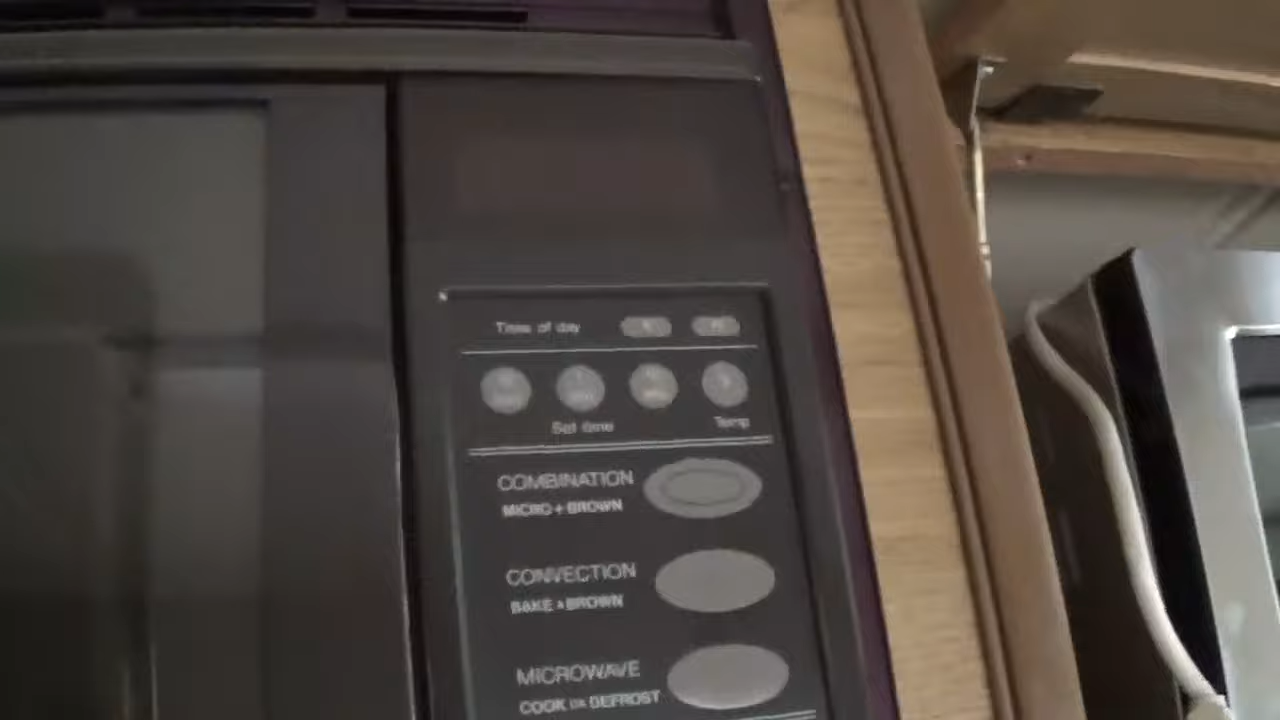 Time of day
Set time
Temp
COMBINATION
MICRO + BROWN
CONVECTION
BAKE & BROWN
MICROWAVE
COOK OR DEFROST